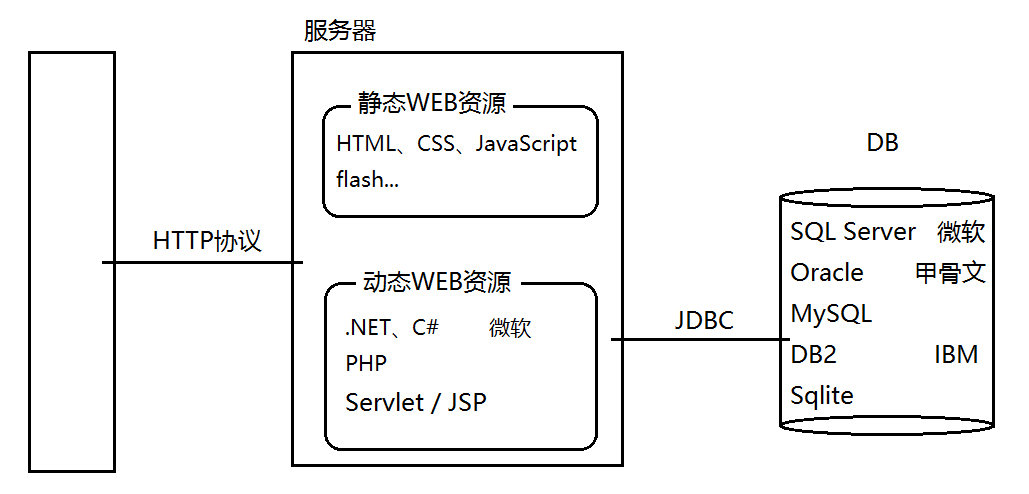 服务器
静态WEB资源
HTML、CSS、JavaScript
flash...
HTTP协议
动态WEB资源
.NET、C# 微软
PHP
Servlet / JSP
JDBC
DB
SQL Server 微软
Oracle 甲骨文
MySQL
DB2 IBM
Sqlite